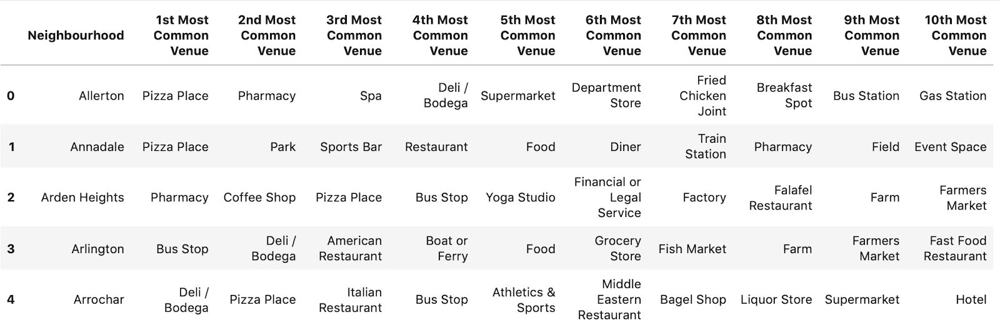 Neighbourhood 1st Most Common Venue 2nd Most Common Venue 3rd Most Common Venue 4th Most Common Venue 5th Most Common Venue 6th Most Common Venue 7th Most Common Venue 8th Most Common Venue 9th Most Common Venue 10th Most Common Venue
0 Allerton Pizza Place Pharmacy Spa Deli / Bodega Supermarket Department Store Fried Chicken Joint Breakfast Spot Bus Station Gas Station
1 Annadale Pizza Place Park Sports Bar Restaurant Food Diner Train Station Pharmacy Field Event Space
2 Arden Heights Pharmacy Coffee Shop Pizza Place Bus Stop Yoga Studio Financial or Legal Service Factory Falafel Restaurant Farm Farmers Market
3 Arlington Bus Stop Deli / Bodega American Restaurant Boat or Ferry Food Grocery Store Fish Market Farm Farmers Market Fast Food Restaurant
4 Arrochar Deli / Bodega Pizza Place Italian Restaurant Bus Stop Athletics & Sports Middle Eastern Restaurant Bagel Shop Liquor Store Supermarket Hotel